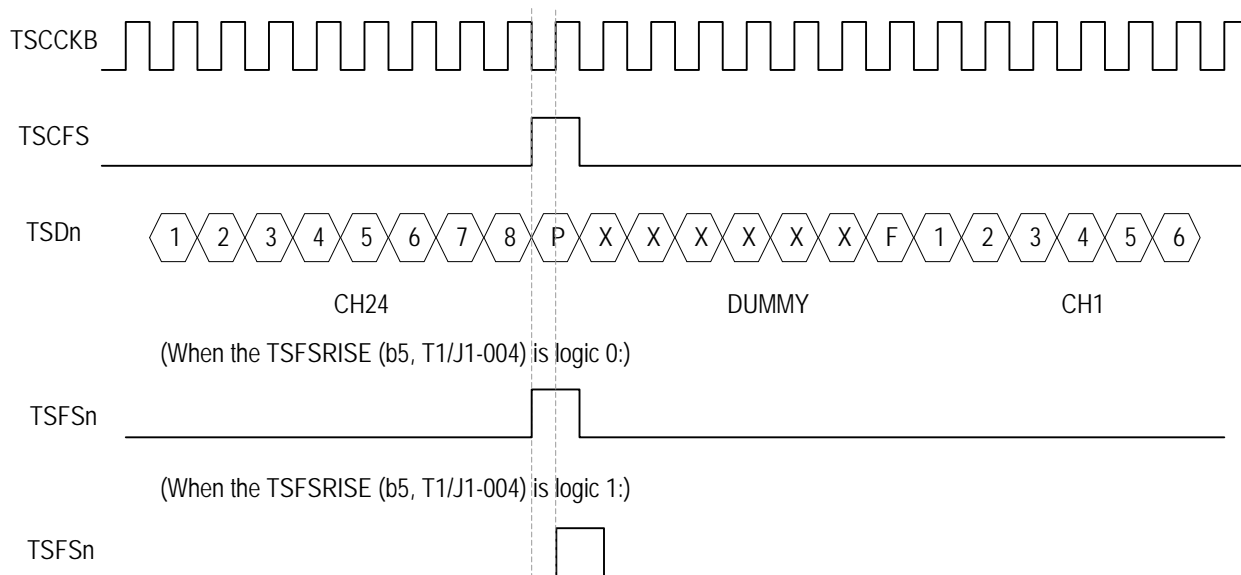 TSCCKB
TSCFS
TSDn 1 2 3 4 5 6 7 8 P X X X X X X F 1 2 3 4 5 6
CH24 DUMMY CH1
(When the TSFSRISE (b5, T1/J1-004) is logic 0:)
TSFSn
(When the TSFSRISE (b5, T1/J1-004) is logic 1:)
TSFSn